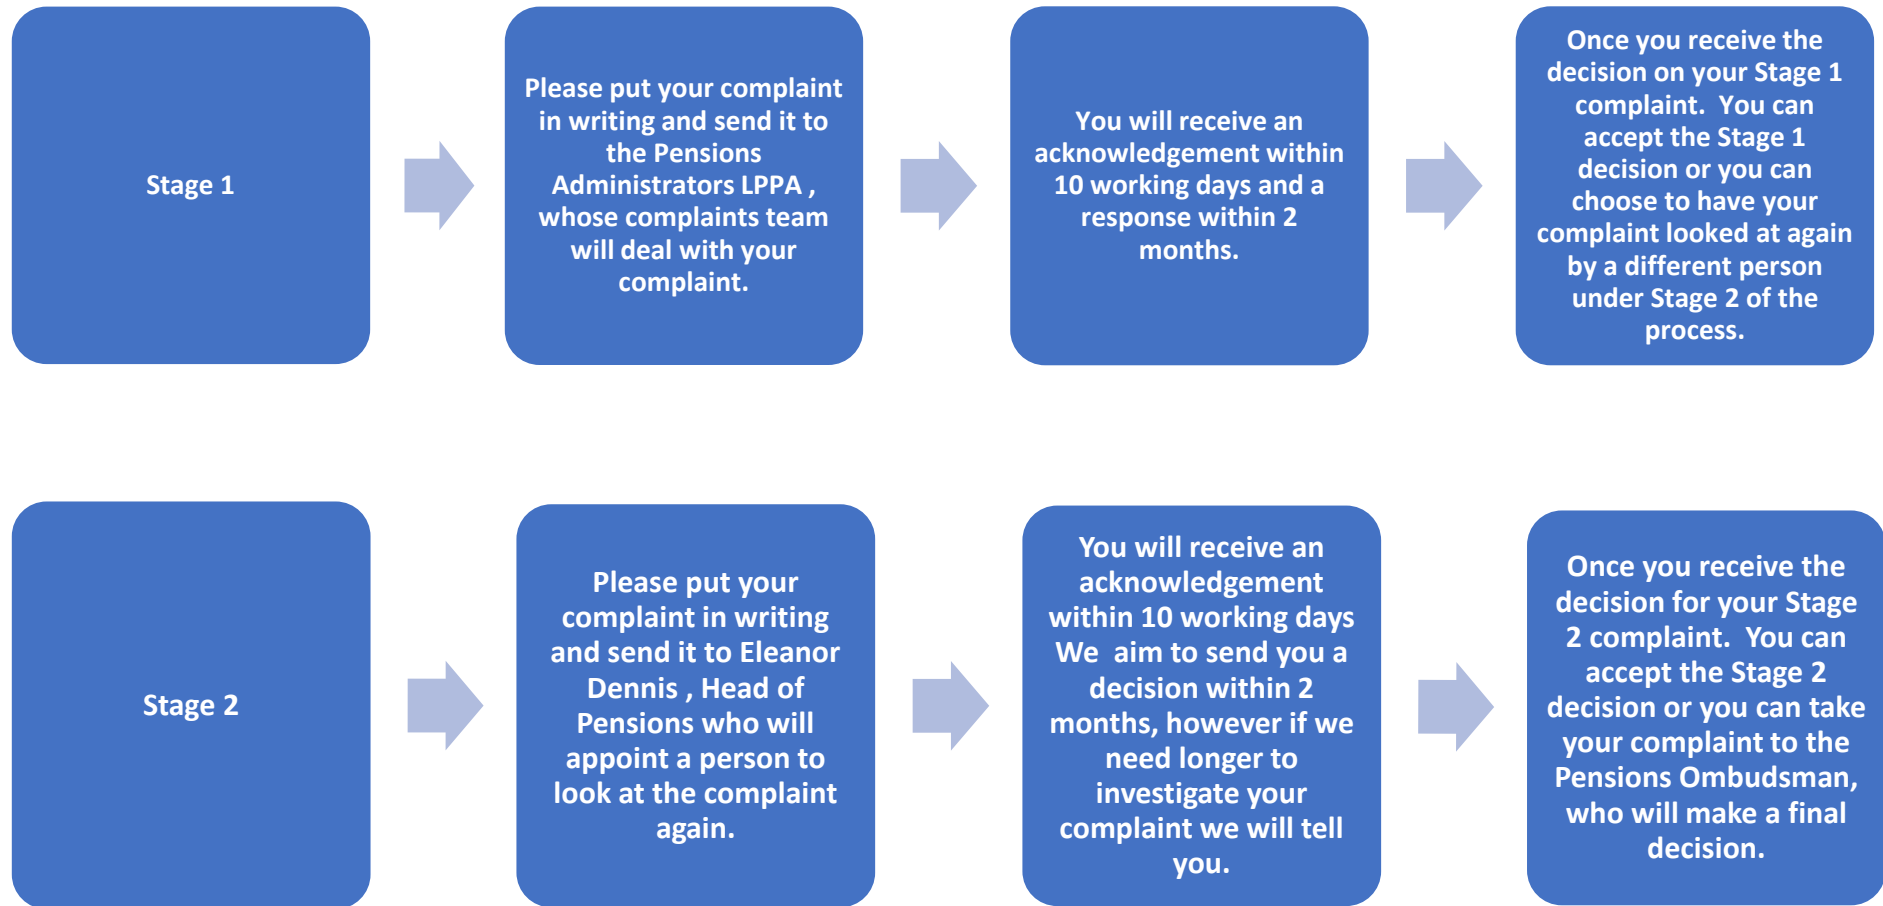 Stage 1
Please put your complaint
in writing and send it to
the Pensions
Administrators LPPA ,
whose complaints team
will deal with your
complaint.
You will receive an
acknowledgement within
10 working days and a
response within 2
months.
Once you receive the
decision on your Stage 1
complaint.  You can
accept the Stage 1
decision or you can
choose to have your
complaint looked at again
by a different person
under Stage 2 of the
process.
Stage 2
Please put your
complaint in writing
and send it to Eleanor
Dennis , Head of
Pensions who will
appoint a person to
look at the complaint
again.
You will receive an
acknowledgement
within 10 working days
We  aim to send you a
decision within 2
months, however if we
need longer to
investigate your
complaint we will tell
you.
Once you receive the
decision for your Stage
2 complaint.  You can
accept the Stage 2
decision or you can take
your complaint to the
Pensions Ombudsman,
who will make a final
decision.